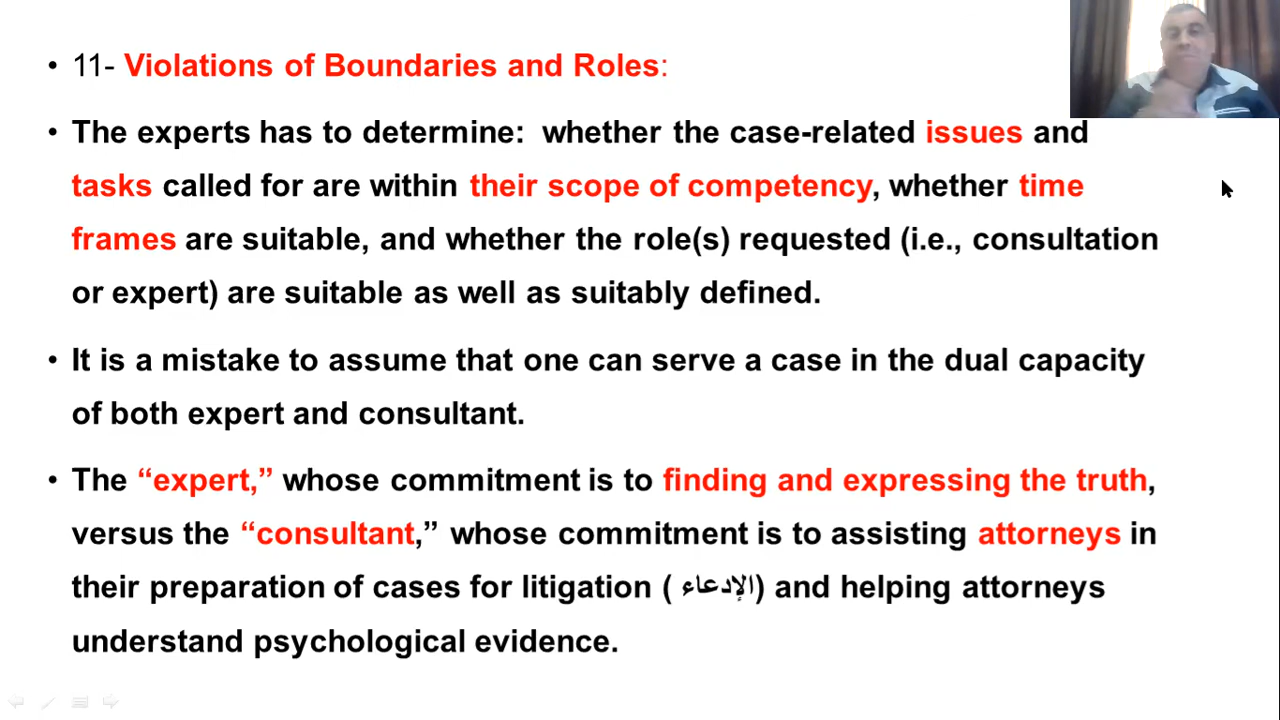 • 11- Violations of Boundaries and Roles:
• The experts has to determine: whether the case-related issues and
tasks called for are within their scope of competency, whether time
frames are suitable, and whether the role(s) requested (i.e., consultation
or expert) are suitable as well as suitably defined.
• It is a mistake to assume that one can serve a case in the dual capacity
of both expert and consultant.
• The “expert,” whose commitment is to finding and expressing the truth,
versus the “consultant,” whose commitment is to assisting attorneys in
their preparation of cases for litigation ( الإدعاء) and helping attorneys
understand psychological evidence.